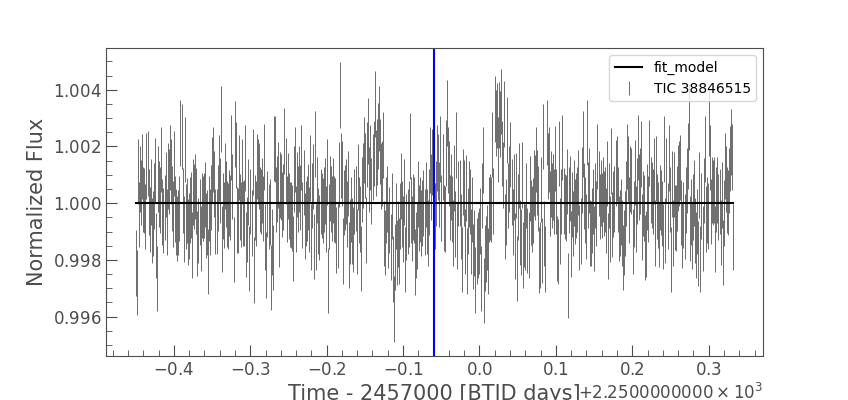 fit_model
TIC 38846515
Normalized Flux
1.004
1.002
1.000
0.998
0.996
−0.4 −0.3 −0.2 −0.1 0.0 0.1 0.2 0.3
Time - 2457000 [BTJD days]
+2.2500000000 × 10³